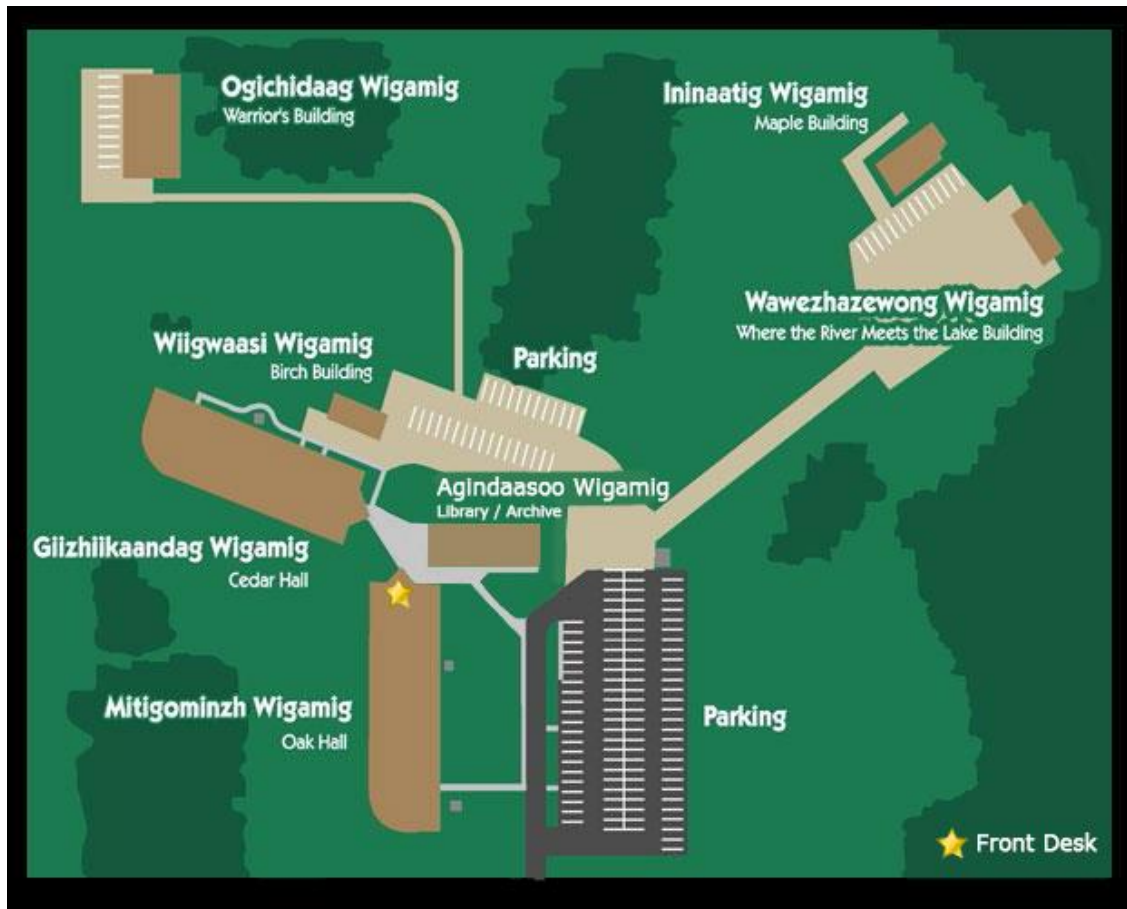 Ogichidaag Wigamig
Warrior's Building
Ininaatig Wigamig
Maple Building
Wawezhazewong Wigamig
Where the River Meets the Lake Building
Wiigwaasi Wigamig
Birch Building
Parking
Agindaasoo Wigamig
Library / Archive
Giizhiikaandag Wigamig
Cedar Hall
Mitigominzh Wigamig
Oak Hall
Parking
Front Desk